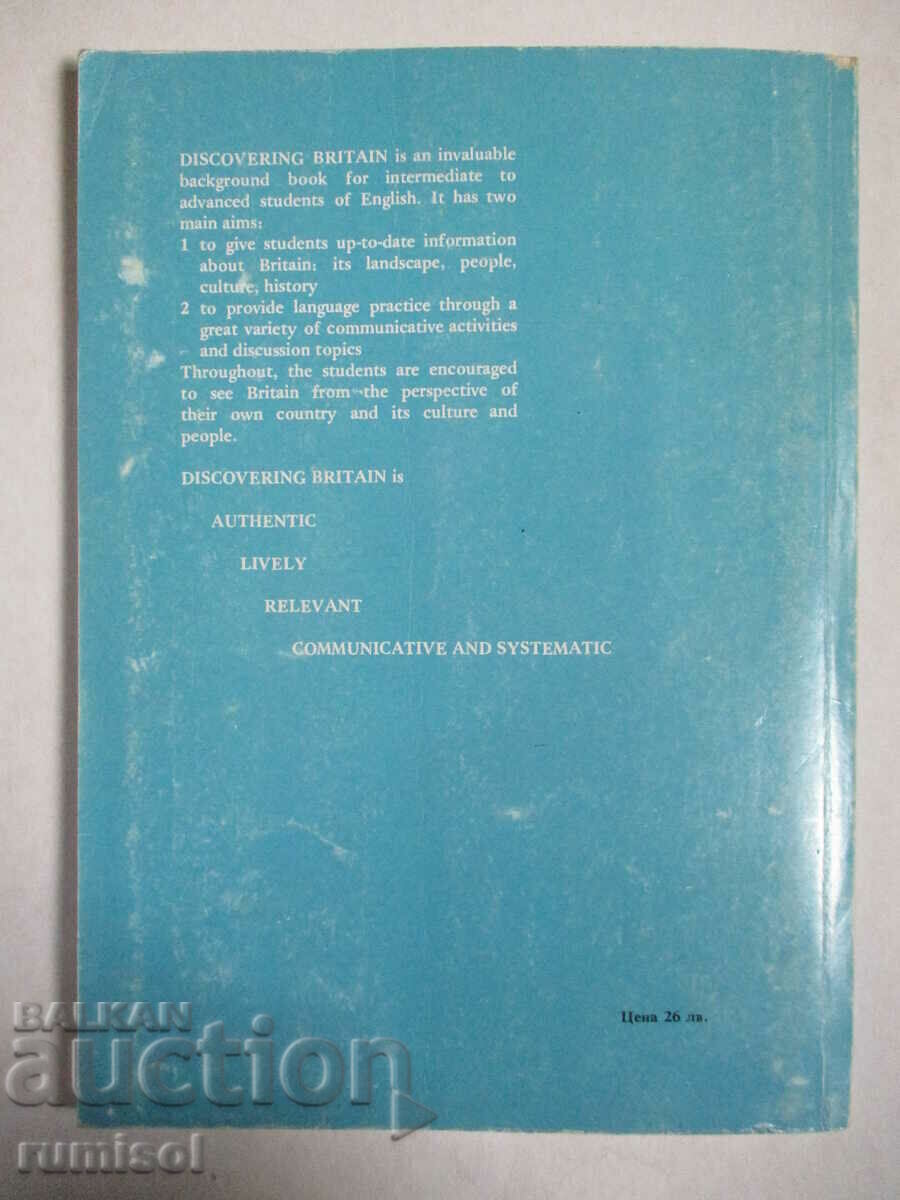 DISCOVERING BRITAIN is an invaluable
background book for intermediate to
advanced students of English. It has two
main aims:
1 to give students up-to-date information
about Britain: its landscape, people,
culture, history
2 to provide language practice through a
great variety of communicative activities
and discussion topics
Throughout, the students are encouraged
to see Britain from the perspective of
their own country and its culture and
people.
DISCOVERING BRITAIN is
AUTHENTIC
LIVELY
RELEVANT
COMMUNICATIVE AND SYSTEMATIC
Цена 26 лв.
BALKAN
auction
rumisol